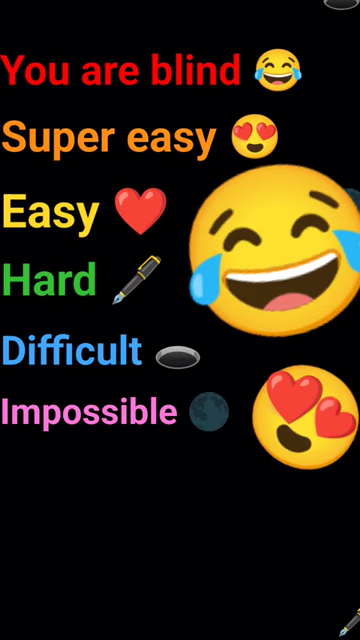 You are blind 😂
Super easy 😍
Easy ❤️
Hard 🖋️
Difficult 🕳️
Impossible 🌑